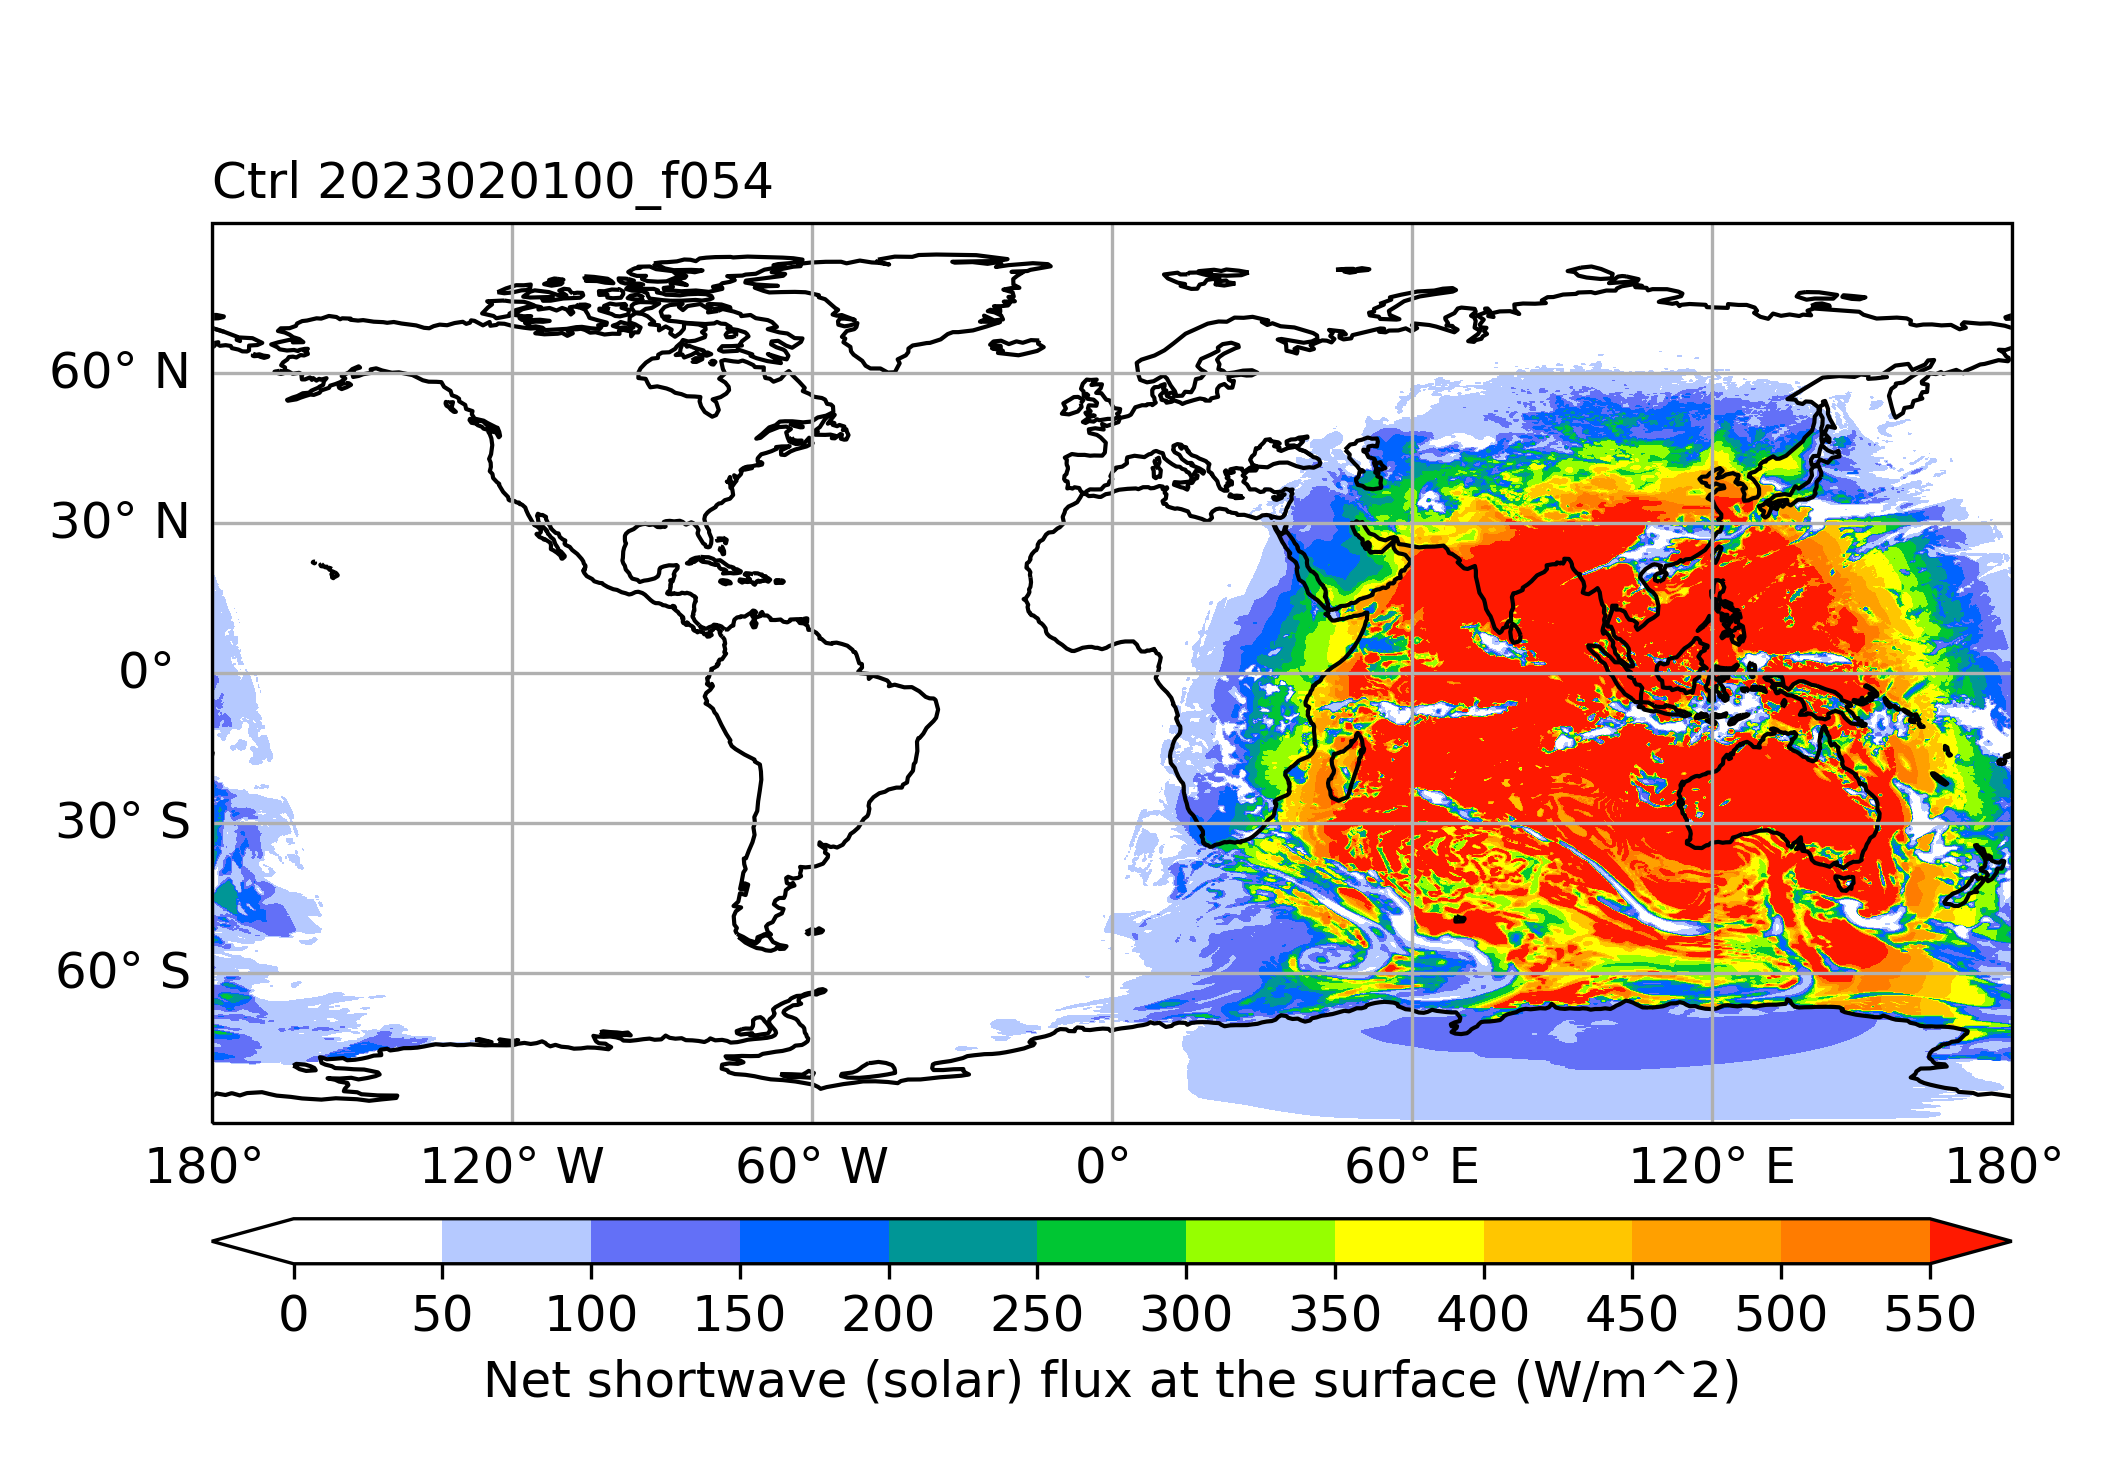 Ctrl 2023020100_f054
60° N
30° N
0°
30° S
60° S
180° 120° W 60° W 0° 60° E 120° E 180°
0 50 100 150 200 250 300 350 400 450 500 550
Net shortwave (solar) flux at the surface (W/m^2)